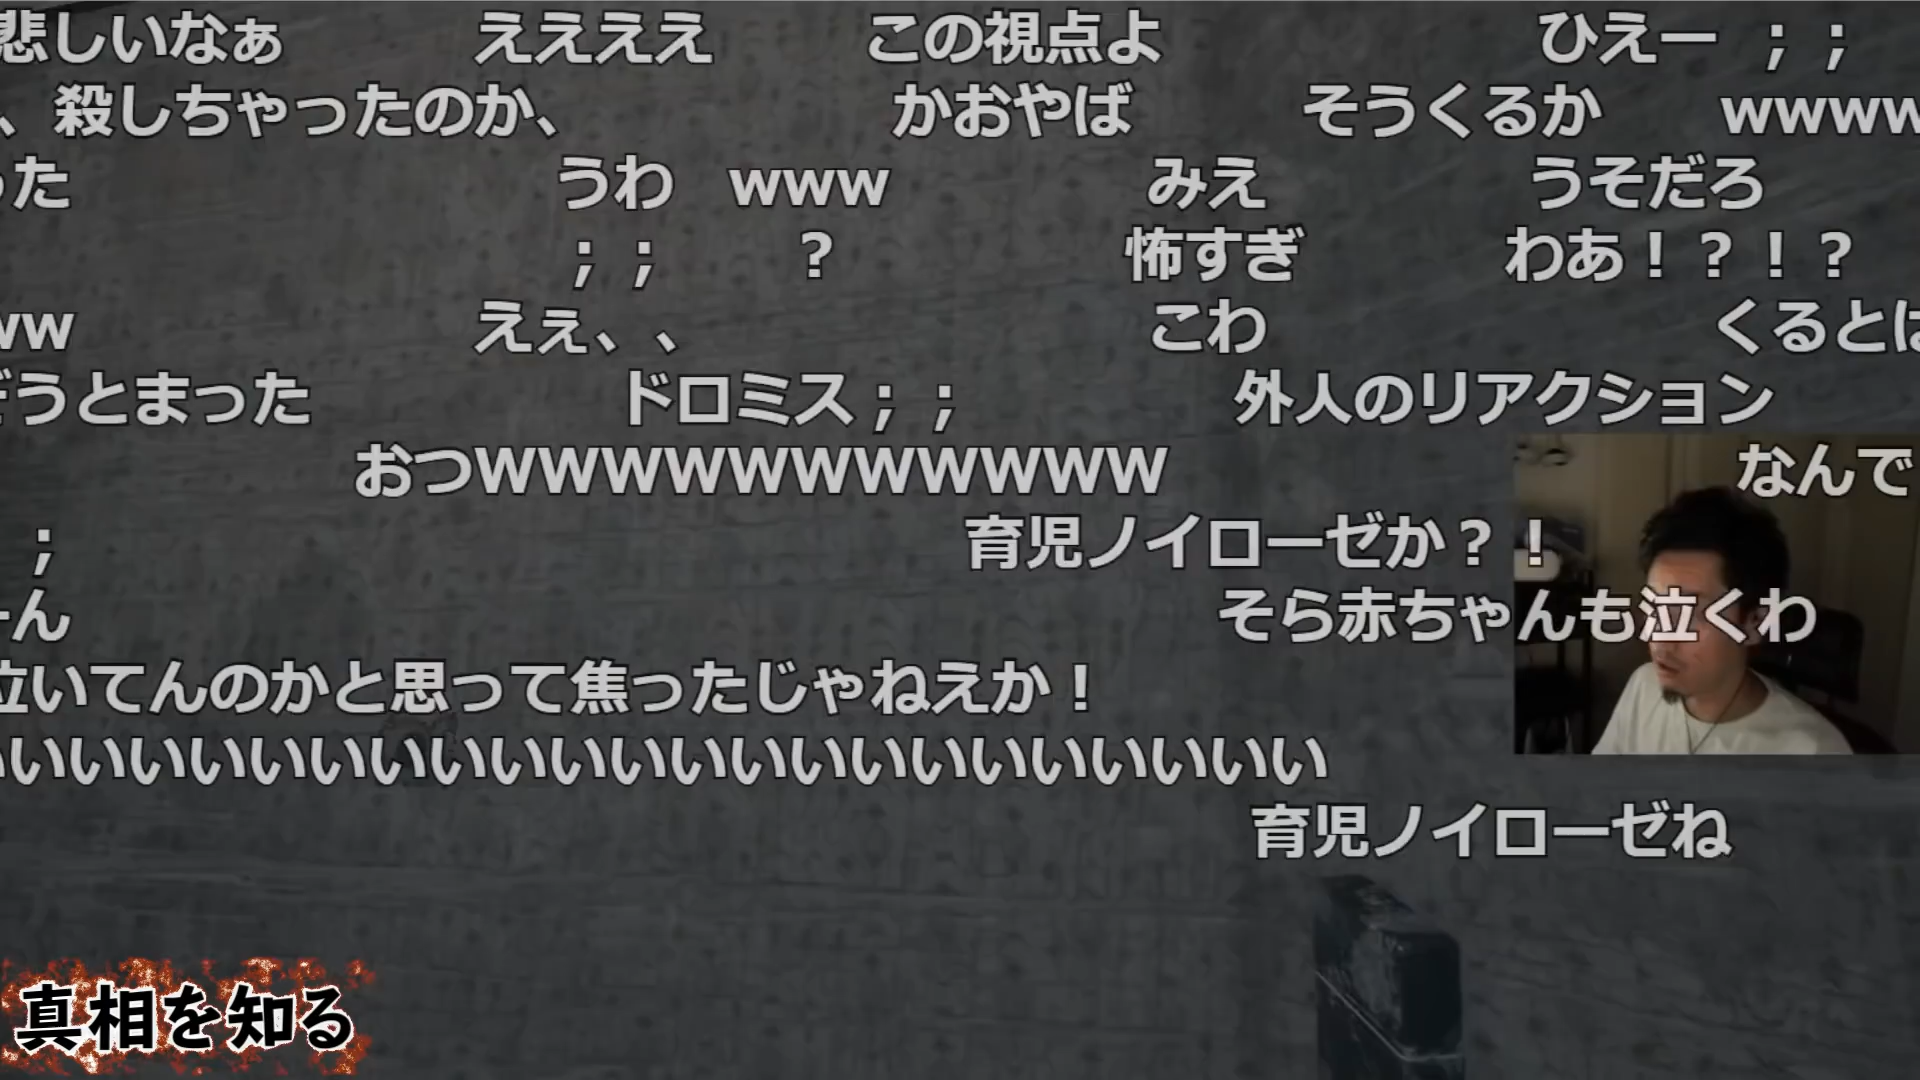 悲しいなぁ ええええ この視点よ ひえー ；；
、殺しちゃったのか、 かおやば そうくるか wwww
った うわ www みえ うそだろ
；； ？ 怖すぎ わあ！？！？
ww えぇ、、 こわ くるとは
どうとまった ドロミス；； 外人のリアクション
おつWWWWWWWWWWW なんで
； 育児ノイローゼか？！
ーん そら赤ちゃんも泣くわ
泣いてんのかと思って焦ったじゃねえか！
いいいいいいいいいいいいいいいいいいいいいい
育児ノイローゼね
真相を知る